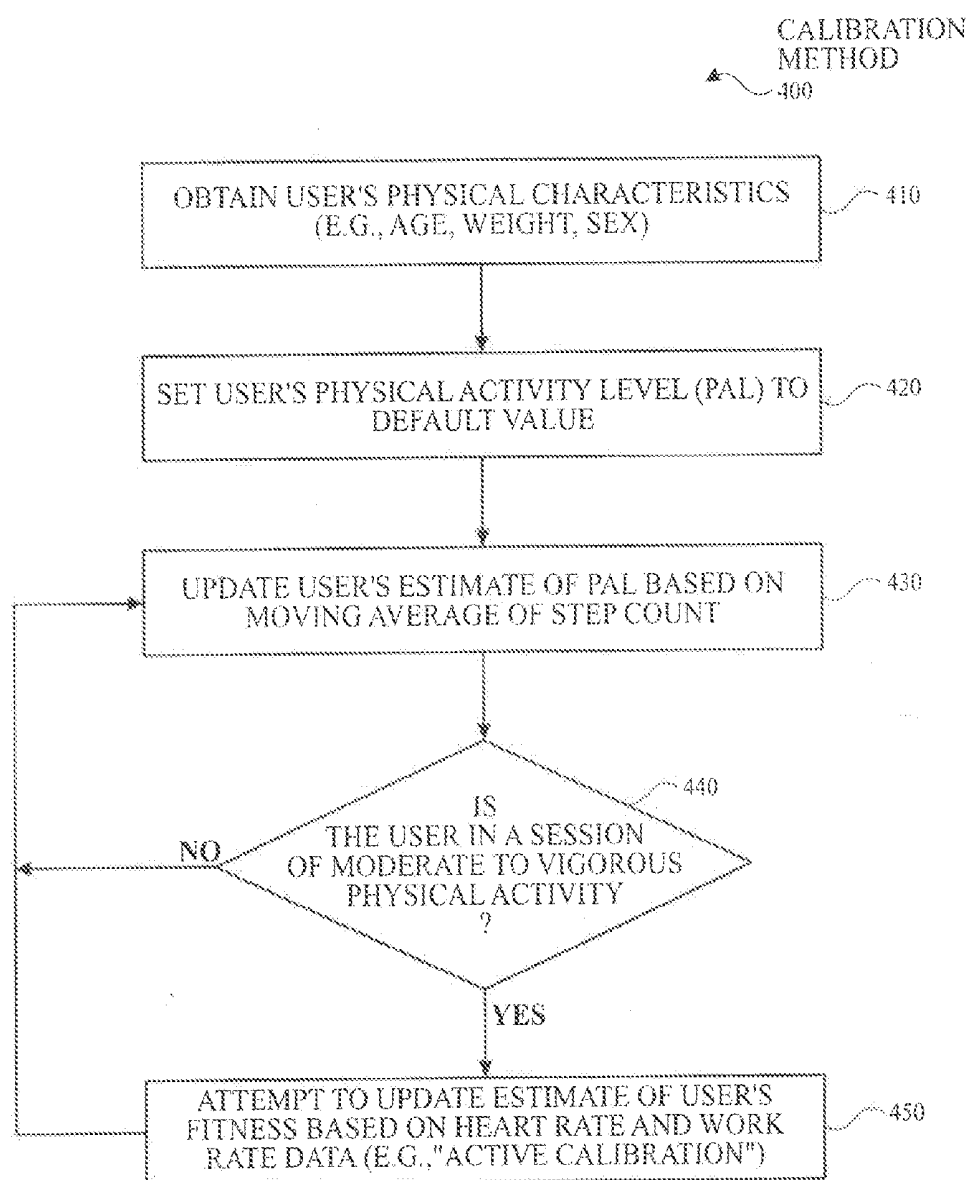 CALIBRATION
METHOD
400
OBTAIN USER'S PHYSICAL CHARACTERISTICS
(E.G., AGE, WEIGHT, SEX)
410
SET USER'S PHYSICAL ACTIVITY LEVEL (PAL) TO
DEFAULT VALUE
420
UPDATE USER'S ESTIMATE OF PAL BASED ON
MOVING AVERAGE OF STEP COUNT
430
440
IS
THE USER IN A SESSION
OF MODERATE TO VIGOROUS
PHYSICAL ACTIVITY
?
NO
YES
ATTEMPT TO UPDATE ESTIMATE OF USER'S
FITNESS BASED ON HEART RATE AND WORK
RATE DATA (E.G.,"ACTIVE CALIBRATION")
450